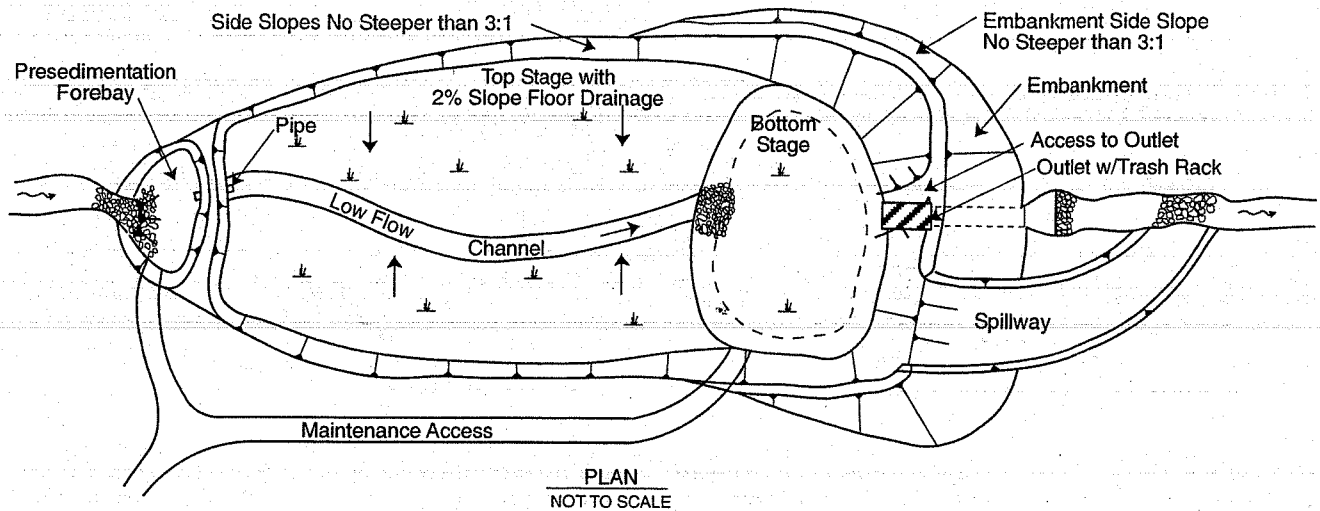 Side Slopes No Steeper than 3:1
Embankment Side Slope
No Steeper than 3:1
Presedimentation
Forebay
Top Stage with
2% Slope Floor Drainage
Embankment
Pipe
Bottom
Stage
Access to Outlet
Outlet w/Trash Rack
Low Flow
Channel
Spillway
Maintenance Access
PLAN
NOT TO SCALE